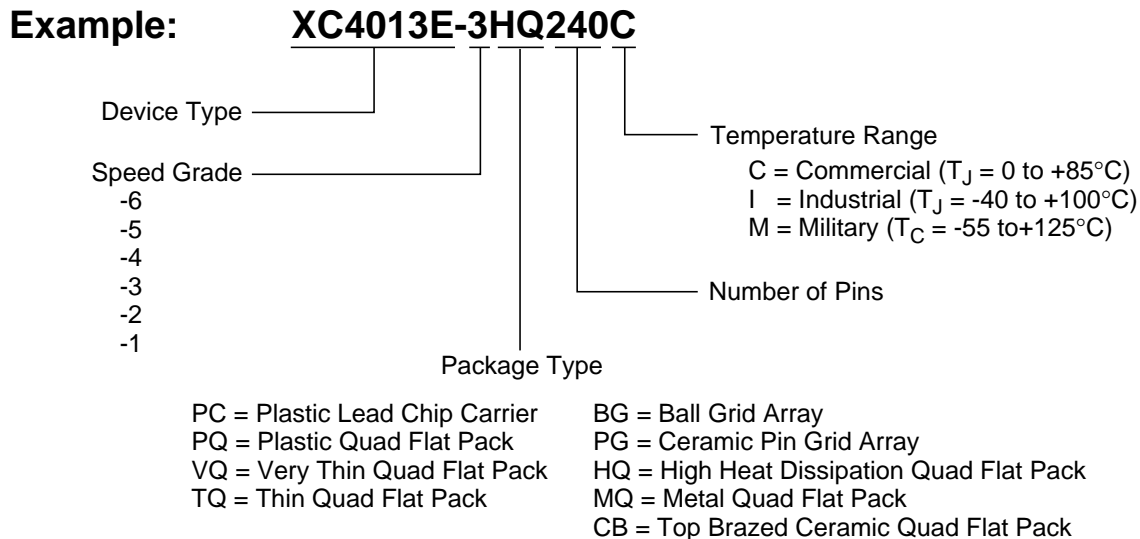 Example: XC4013E-3HQ240C
Device Type
Temperature Range
C = Commercial (TJ = 0 to +85°C)
I = Industrial (TJ = -40 to +100°C)
M = Military (TC = -55 to+125°C)
Speed Grade
-6
-5
-4
-3
-2
-1
Number of Pins
Package Type
PC = Plastic Lead Chip Carrier
PQ = Plastic Quad Flat Pack
VQ = Very Thin Quad Flat Pack
TQ = Thin Quad Flat Pack
BG = Ball Grid Array
PG = Ceramic Pin Grid Array
HQ = High Heat Dissipation Quad Flat Pack
MQ = Metal Quad Flat Pack
CB = Top Brazed Ceramic Quad Flat Pack